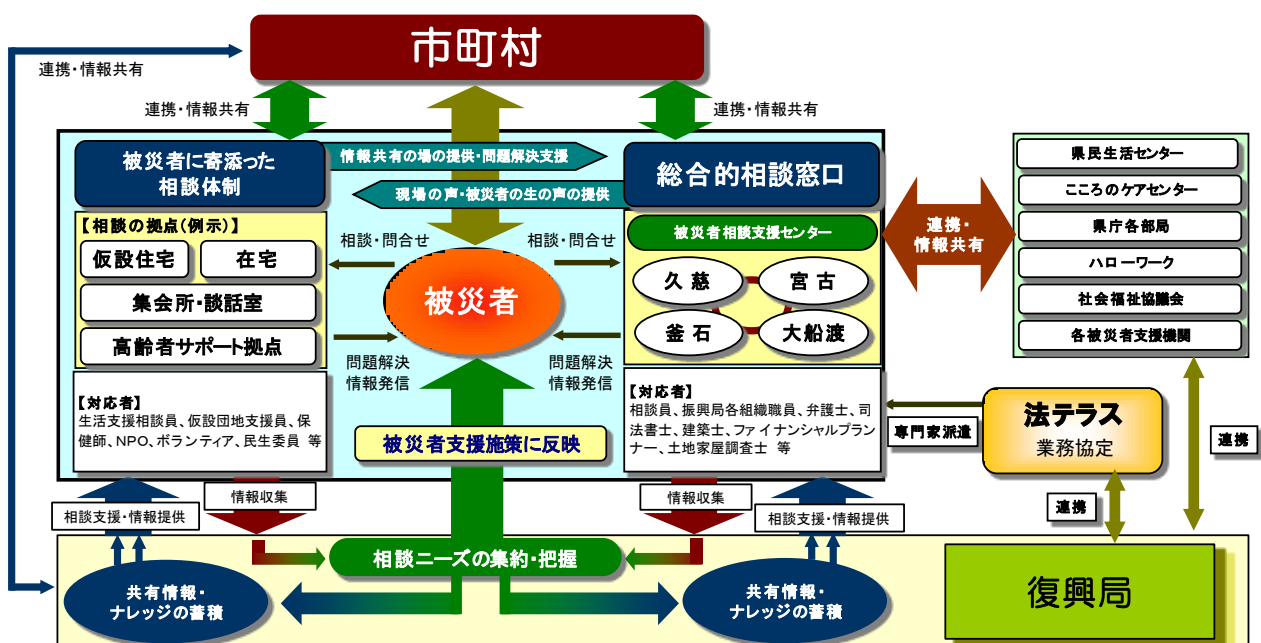 市町村
連携・情報共有
連携・情報共有
連携・情報共有
被災者に寄添った
相談体制
情報共有の場の提供・問題解決支援
現場の声・被災者の生の声の提供
総合的相談窓口
【相談の拠点(例示)】
仮設住宅
在宅
集会所・談話室
高齢者サポート拠点
相談・問合せ
相談・問合せ
被災者
問題解決
情報発信
問題解決
情報発信
被災者相談支援センター
久慈
宮古
釜石
大船渡
連携・
情報共有
県民生活センター
こころのケアセンター
県庁各部局
ハローワーク
社会福祉協議会
各被災者支援機関
【対応者】
生活支援相談員、仮設団地支援員、保
健師、NPO、ボランティア、民生委員 等
被災者支援施策に反映
【対応者】
相談員、振興局各組織職員、弁護士、司
法書士、建築士、ファイナンシャルプラン
ナー、土地家屋調査士 等
専門家派遣
法テラス
業務協定
連携
連携
相談支援・情報提供
情報収集
情報収集
相談支援・情報提供
相談ニーズの集約・把握
共有情報・
ナレッジの蓄積
共有情報・
ナレッジの蓄積
復興局